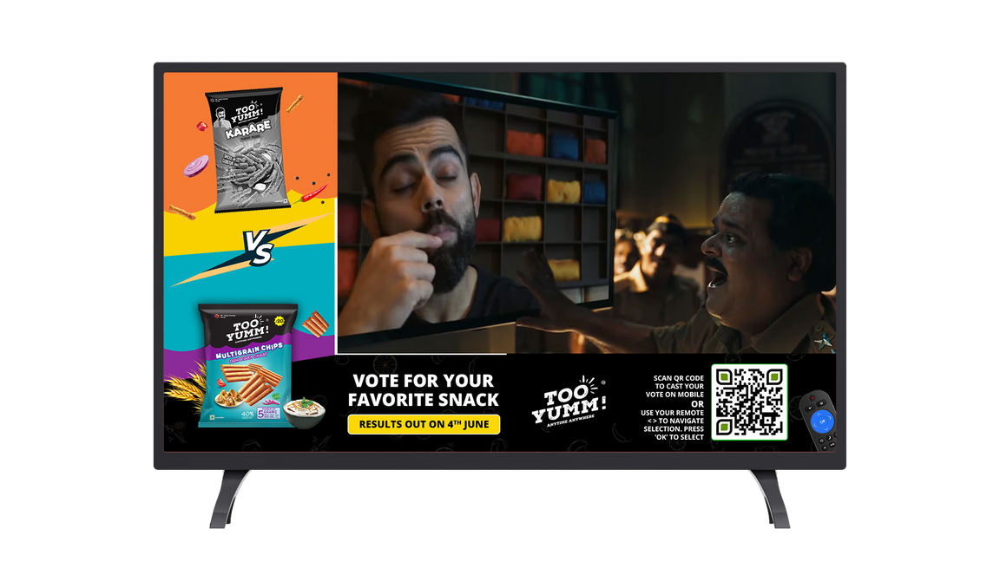 TOO
YUMM!
KARARE
VS
TOO
YUMM!
ANYTIME ANYWHERE
MULTIGRAIN CHIPS
40%
5
VOTE FOR YOUR
FAVORITE SNACK
RESULTS OUT ON 4TH JUNE
TOO
YUMM!
®
ANYTIME ANYWHERE
SCAN QR CODE
TO CAST YOUR
VOTE ON MOBILE
OR
USE YOUR REMOTE
<> TO NAVIGATE
SELECTION. PRESS
'OK' TO SELECT
OK